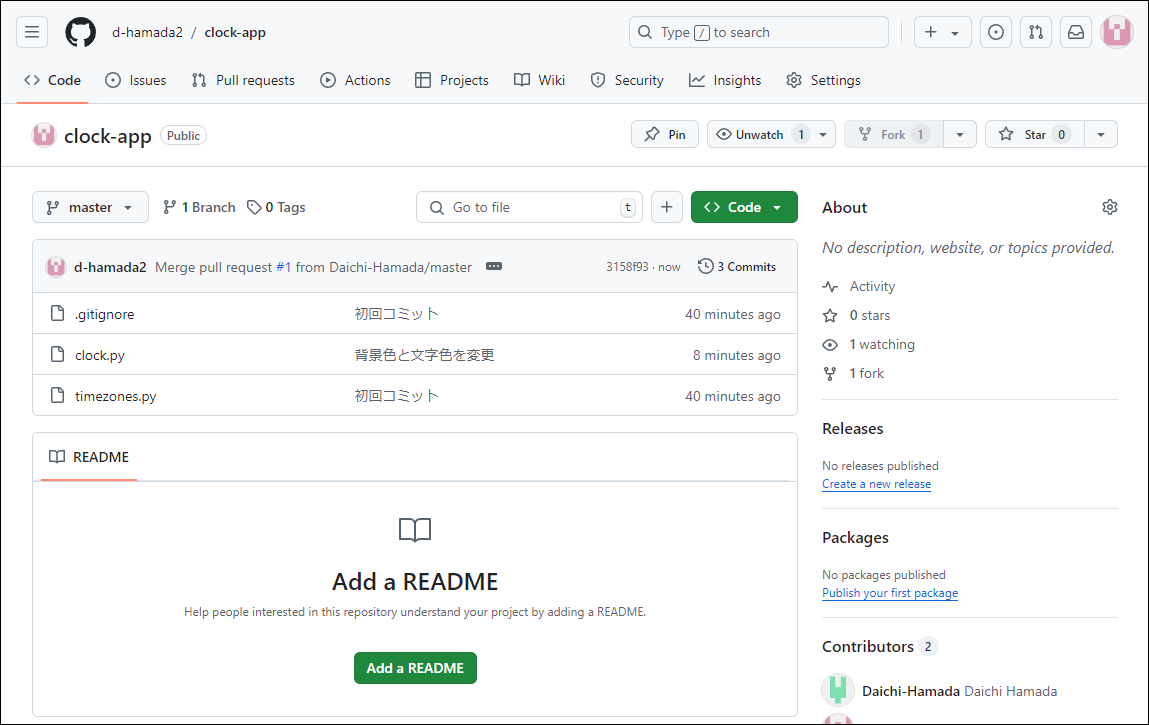 d-hamada2 / clock-app
Type / to search
Code
Issues
Pull requests
Actions
Projects
Wiki
Security
Insights
Settings
clock-app Public
Pin
Unwatch 1
Fork 1
Star 0
master
1 Branch
0 Tags
Go to file t
Code
d-hamada2 Merge pull request #1 from Daichi-Hamada/master
3158f93 · now
3 Commits
.gitignore 初回コミット 40 minutes ago
clock.py 背景色と文字色を変更 8 minutes ago
timezones.py 初回コミット 40 minutes ago
README
Add a README
Help people interested in this repository understand your project by adding a README.
Add a README
About
No description, website, or topics provided.
Activity
0 stars
1 watching
1 fork
Releases
No releases published
Create a new release
Packages
No packages published
Publish your first package
Contributors 2
Daichi-Hamada Daichi Hamada